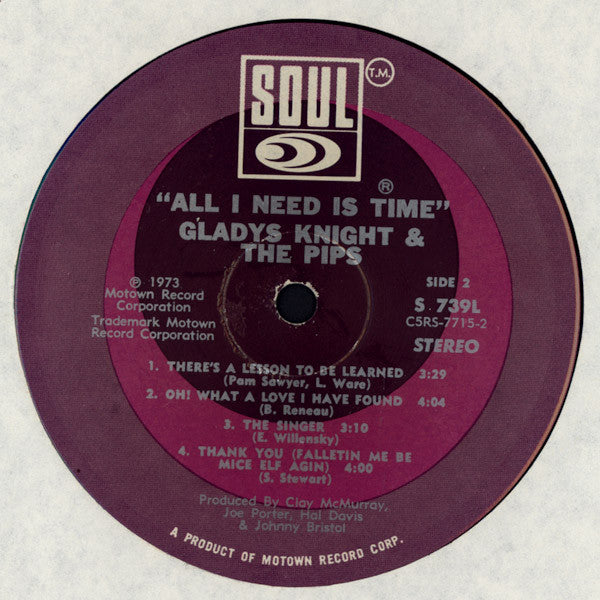 SOUL T.M.
®
"ALL I NEED IS TIME"
GLADYS KNIGHT &
THE PIPS
℗ 1973
Motown Record
Corporation
Trademark Motown
Record Corporation
SIDE 2
S 739L
C5RS-7715-2
STEREO
1. THERE'S A LESSON TO BE LEARNED 3:29
(Pam Sawyer, L. Ware)
2. OH! WHAT A LOVE I HAVE FOUND 4:04
(B. Reneau)
3. THE SINGER 3:10
(E. Willensky)
4. THANK YOU (FALLETIN ME BE
MICE ELF AGIN) 4:00
(S. Stewart)
Produced By Clay McMurray,
Joe Porter, Hal Davis
& Johnny Bristol
A PRODUCT OF MOTOWN RECORD CORP.